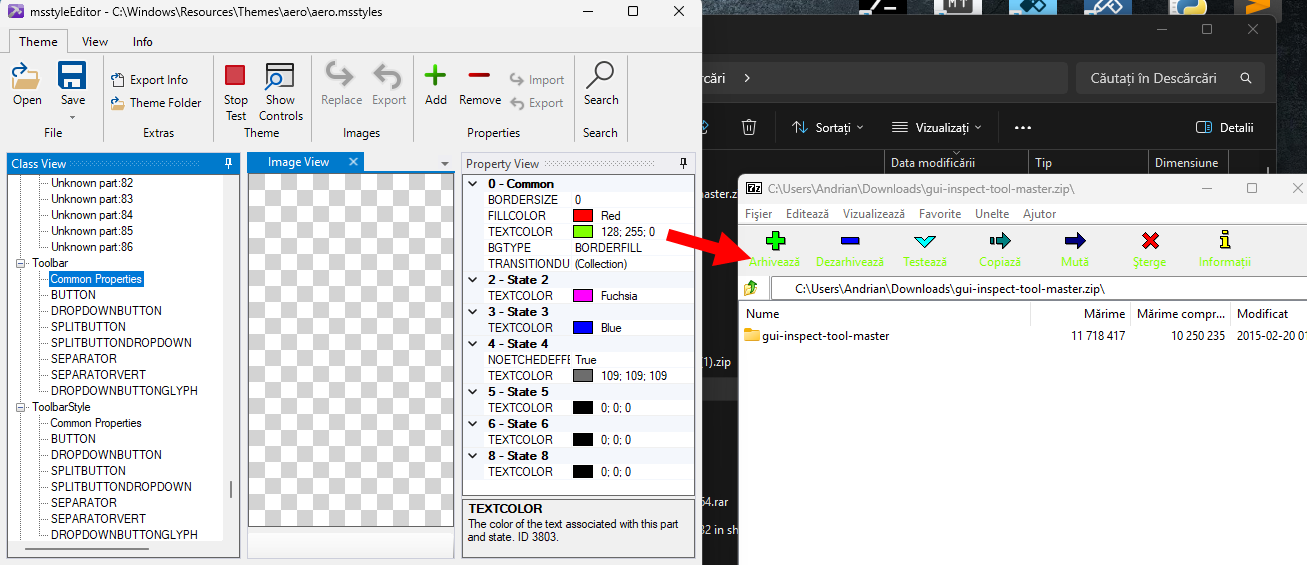 msstyleEditor - C:\Windows\Resources\Themes\aero\aero.msstyles
Theme View Info
Open
Save
Export Info
Theme Folder
Stop Test
Show Controls
Replace
Export
Add
Remove
Import
Export
Search
File
Extras
Theme
Images
Properties
Search
Class View
Unknown part:82
Unknown part:83
Unknown part:84
Unknown part:85
Unknown part:86
Toolbar
Common Properties
BUTTON
DROPDOWNBUTTON
SPLITBUTTON
SPLITBUTTONDROPDOWN
SEPARATOR
SEPARATORVERT
DROPDOWNBUTTONGLYPH
ToolbarStyle
Common Properties
BUTTON
DROPDOWNBUTTON
SPLITBUTTON
SPLITBUTTONDROPDOWN
SEPARATOR
SEPARATORVERT
DROPDOWNBUTTONGLYPH
Image View
Property View
0 - Common
BORDERSIZE 0
FILLCOLOR Red
TEXTCOLOR 128; 255; 0
BGTYPE BORDERFILL
TRANSITIONDU (Collection)
2 - State 2
TEXTCOLOR Fuchsia
3 - State 3
TEXTCOLOR Blue
4 - State 4
NOETCHEDEFFE True
TEXTCOLOR 109; 109; 109
5 - State 5
TEXTCOLOR 0; 0; 0
6 - State 6
TEXTCOLOR 0; 0; 0
8 - State 8
TEXTCOLOR 0; 0; 0
TEXTCOLOR
The color of the text associated with this part
and state. ID 3803.
MT
cărcări
Căutați în Descărcări
Sortați
Vizualizați
Detalii
Data modificării
Tip
Dimensiune
master.z
(1).zip
64.rar
32 in sh
7z C:\Users\Andrian\Downloads\gui-inspect-tool-master.zip\
Fișier Editează Vizualizează Favorite Unelte Ajutor
Arhivează Dezarhivează Testează Copiază Mută Șterge Informații
C:\Users\Andrian\Downloads\gui-inspect-tool-master.zip\
Nume Mărime Mărime compr... Modificat
gui-inspect-tool-master 11 718 417 10 250 235 2015-02-20 01